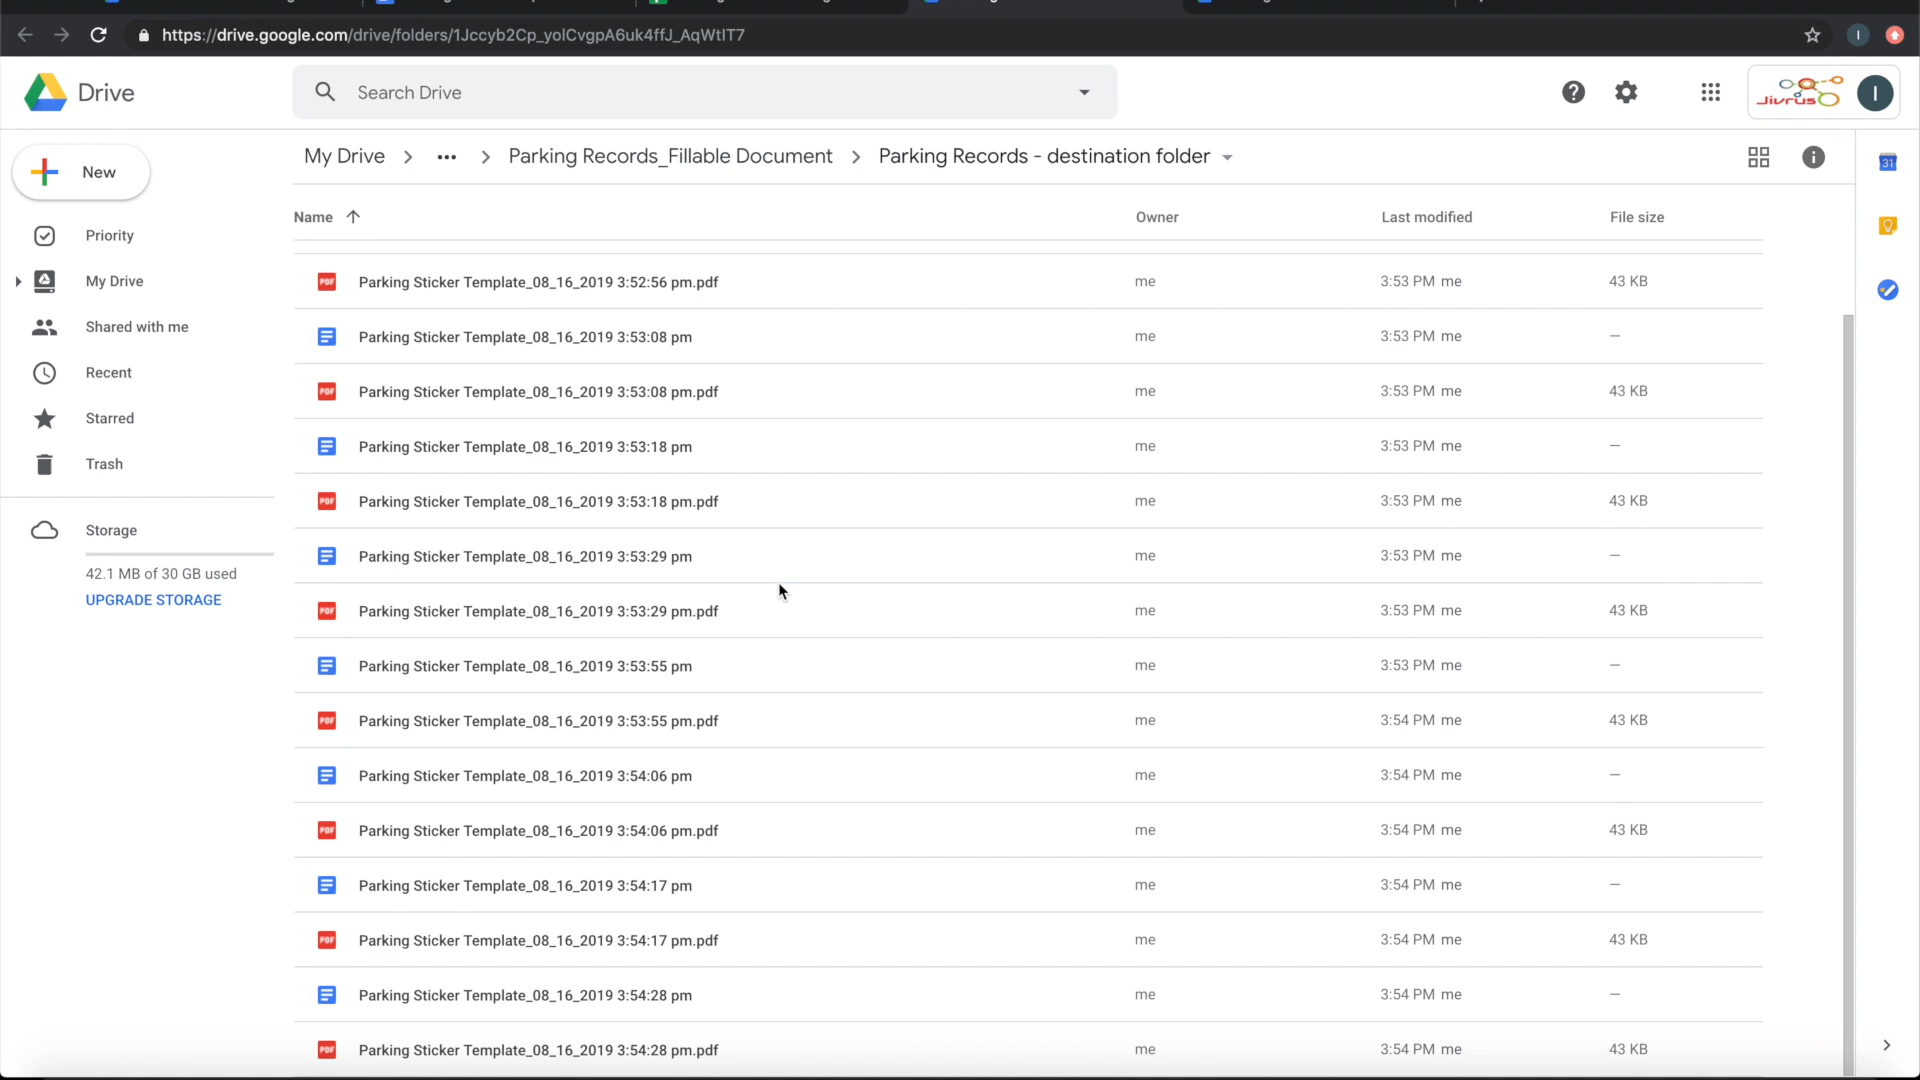 https://drive.google.com/drive/folders/1Jccyb2Cp_yolCvgpA6uk4ffJ_AqWtIT7
I
Drive
Search Drive
Jivrus
I
New
My Drive > ... > Parking Records_Fillable Document > Parking Records - destination folder
31
Priority
My Drive
Shared with me
Recent
Starred
Trash
Storage
42.1 MB of 30 GB used
UPGRADE STORAGE
Name Owner Last modified File size
PDF Parking Sticker Template_08_16_2019 3:52:56 pm.pdf me 3:53 PM me 43 KB
Parking Sticker Template_08_16_2019 3:53:08 pm me 3:53 PM me —
PDF Parking Sticker Template_08_16_2019 3:53:08 pm.pdf me 3:53 PM me 43 KB
Parking Sticker Template_08_16_2019 3:53:18 pm me 3:53 PM me —
PDF Parking Sticker Template_08_16_2019 3:53:18 pm.pdf me 3:53 PM me 43 KB
Parking Sticker Template_08_16_2019 3:53:29 pm me 3:53 PM me —
PDF Parking Sticker Template_08_16_2019 3:53:29 pm.pdf me 3:53 PM me 43 KB
Parking Sticker Template_08_16_2019 3:53:55 pm me 3:53 PM me —
PDF Parking Sticker Template_08_16_2019 3:53:55 pm.pdf me 3:54 PM me 43 KB
Parking Sticker Template_08_16_2019 3:54:06 pm me 3:54 PM me —
PDF Parking Sticker Template_08_16_2019 3:54:06 pm.pdf me 3:54 PM me 43 KB
Parking Sticker Template_08_16_2019 3:54:17 pm me 3:54 PM me —
PDF Parking Sticker Template_08_16_2019 3:54:17 pm.pdf me 3:54 PM me 43 KB
Parking Sticker Template_08_16_2019 3:54:28 pm me 3:54 PM me —
PDF Parking Sticker Template_08_16_2019 3:54:28 pm.pdf me 3:54 PM me 43 KB